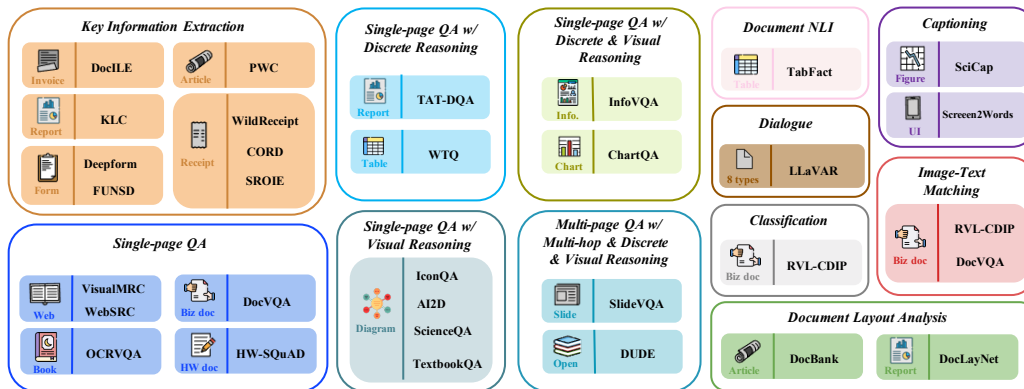 Key Information Extraction
Invoice
DocILE
Article
PWC
Report
KLC
Receipt
WildReceipt
CORD
SROIE
Form
Deepform
FUNSD
Single-page QA w/
Discrete Reasoning
Report
TAT-DQA
Table
WTQ
Single-page QA w/
Discrete & Visual
Reasoning
Info.
InfoVQA
Chart
ChartQA
Document NLI
Table
TabFact
Captioning
Figure
SciCap
UI
Screeen2Words
Dialogue
8 types
LLaVAR
Image-Text
Matching
Biz doc
RVL-CDIP
DocVQA
Classification
Biz doc
RVL-CDIP
Single-page QA
Web
VisualMRC
WebSRC
Biz doc
DocVQA
Book
OCRVQA
HW doc
HW-SQuAD
Single-page QA w/
Visual Reasoning
Diagram
IconQA
AI2D
ScienceQA
TextbookQA
Multi-page QA w/
Multi-hop & Discrete
& Visual Reasoning
Slide
SlideVQA
Open
DUDE
Document Layout Analysis
Article
DocBank
Report
DocLayNet